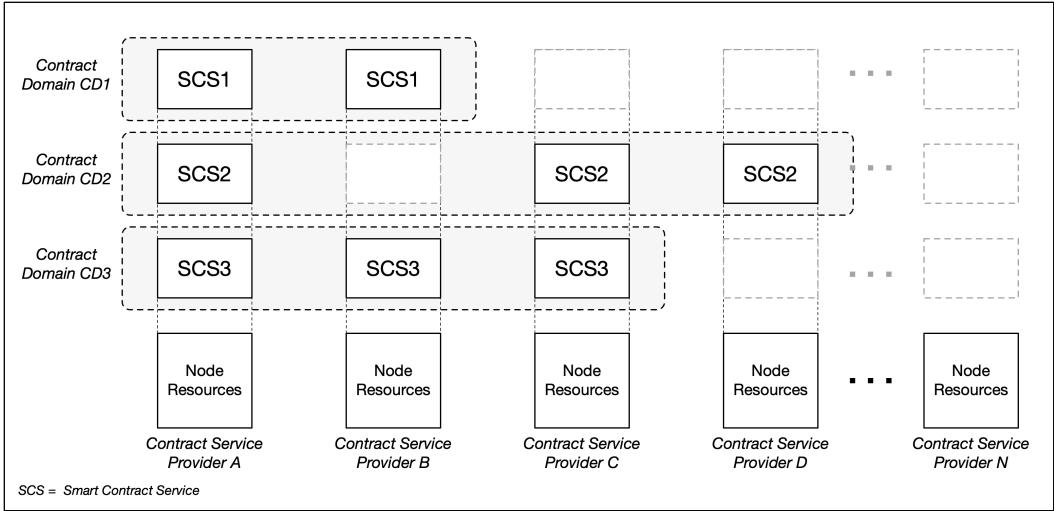 Contract
Domain CD1
SCS1
SCS1
Contract
Domain CD2
SCS2
SCS2
SCS2
Contract
Domain CD3
SCS3
SCS3
SCS3
Node
Resources
Node
Resources
Node
Resources
Node
Resources
Node
Resources
Contract Service
Provider A
Contract Service
Provider B
Contract Service
Provider C
Contract Service
Provider D
Contract Service
Provider N
SCS = Smart Contract Service